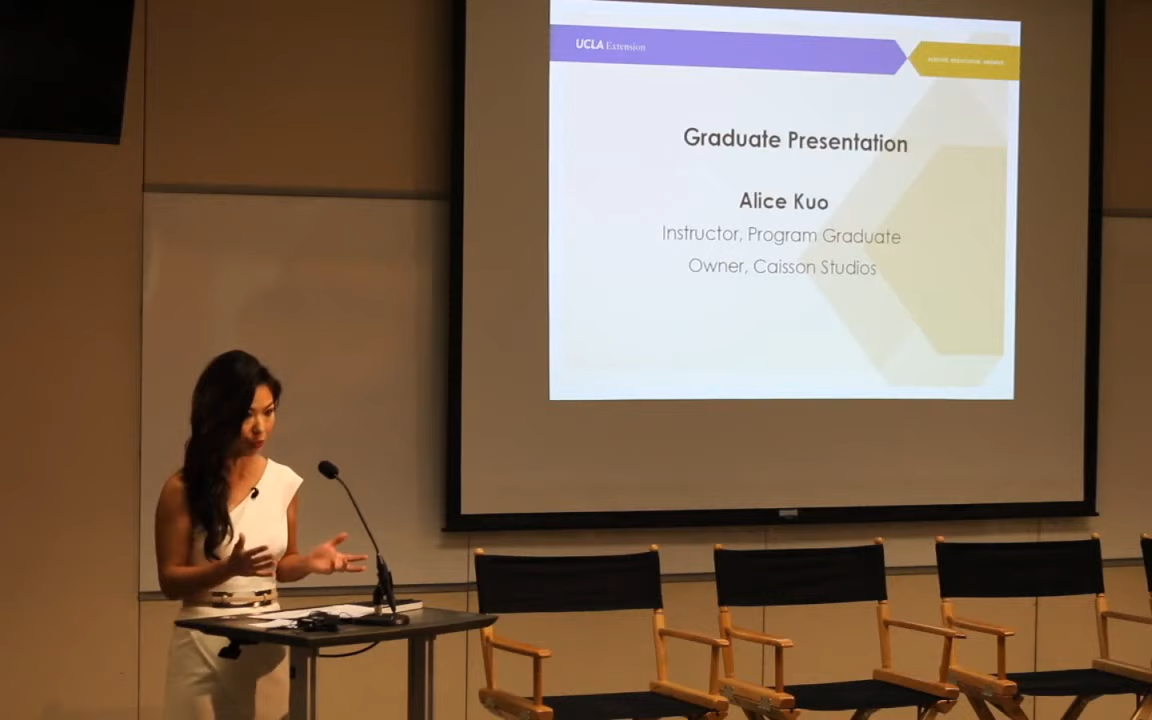 UCLA Extension
Graduate Presentation
Alice Kuo
Instructor, Program Graduate
Owner, Caisson Studios